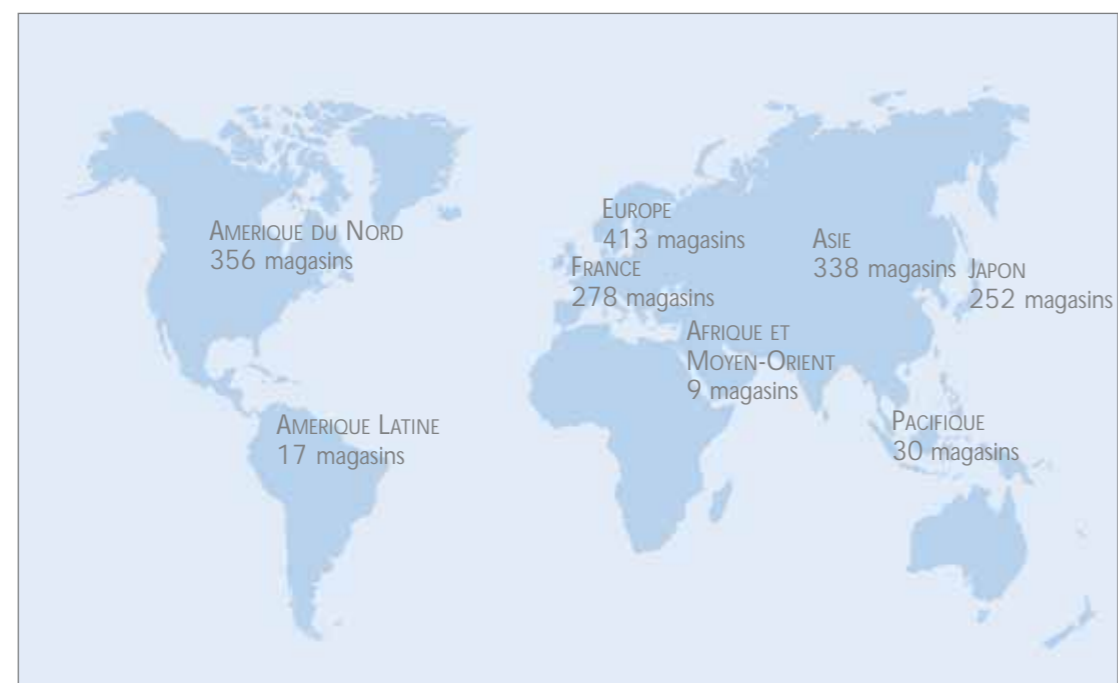 AMERIQUE DU NORD
356 magasins
EUROPE
413 magasins
FRANCE
278 magasins
ASIE
338 magasins
JAPON
252 magasins
AFRIQUE ET
MOYEN-ORIENT
9 magasins
AMERIQUE LATINE
17 magasins
PACIFIQUE
30 magasins